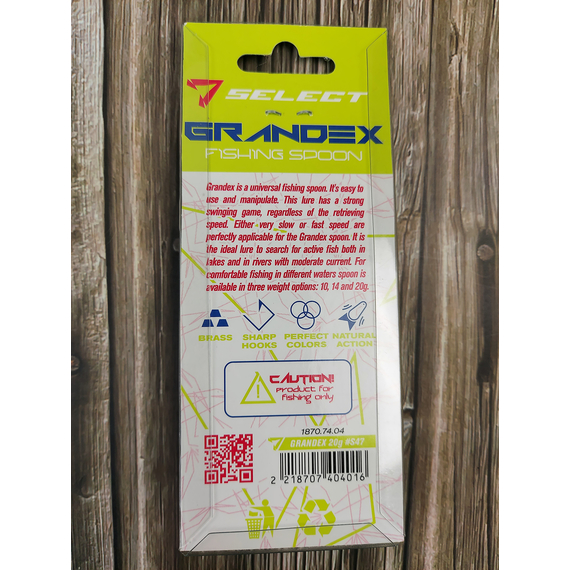 SELECT
GRANDEX
FISHING SPOON
Grandex is a universal fishing spoon. It's easy to
use and manipulate. This lure has a strong
swinging game, regardless of the retrieving
speed. Either very slow or fast speed are
perfectly applicable for the Grandex spoon. It is
the ideal lure to search for active fish both in
lakes and in rivers with moderate current. For
comfortable fishing in different waters spoon is
available in three weight options: 10, 14 and 20g.
BRASS SHARP HOOKS PERFECT COLORS NATURAL ACTION
CAUTION!
Product for
fishing only
1870.74.04
GRANDEX 20g #S47
2 218707 404016